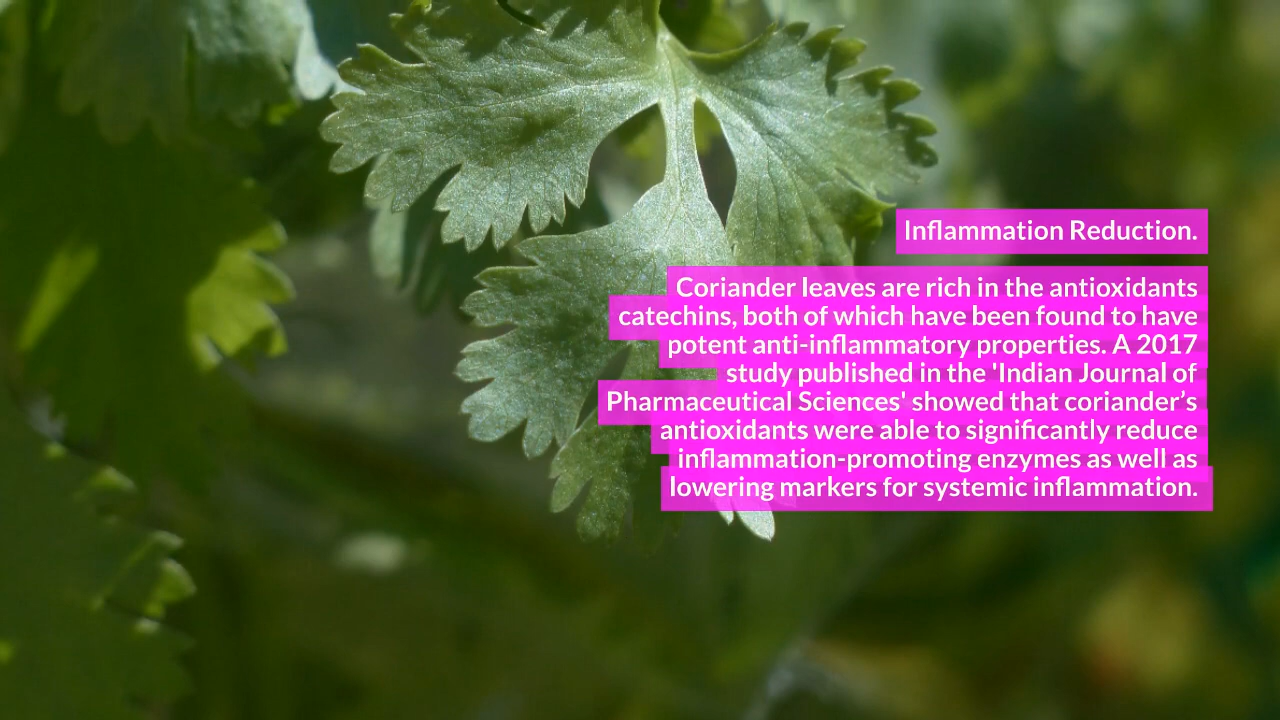 Inflammation Reduction.
Coriander leaves are rich in the antioxidants
catechins, both of which have been found to have
potent anti-inflammatory properties. A 2017
study published in the 'Indian Journal of
Pharmaceutical Sciences' showed that coriander’s
antioxidants were able to significantly reduce
inflammation-promoting enzymes as well as
lowering markers for systemic inflammation.